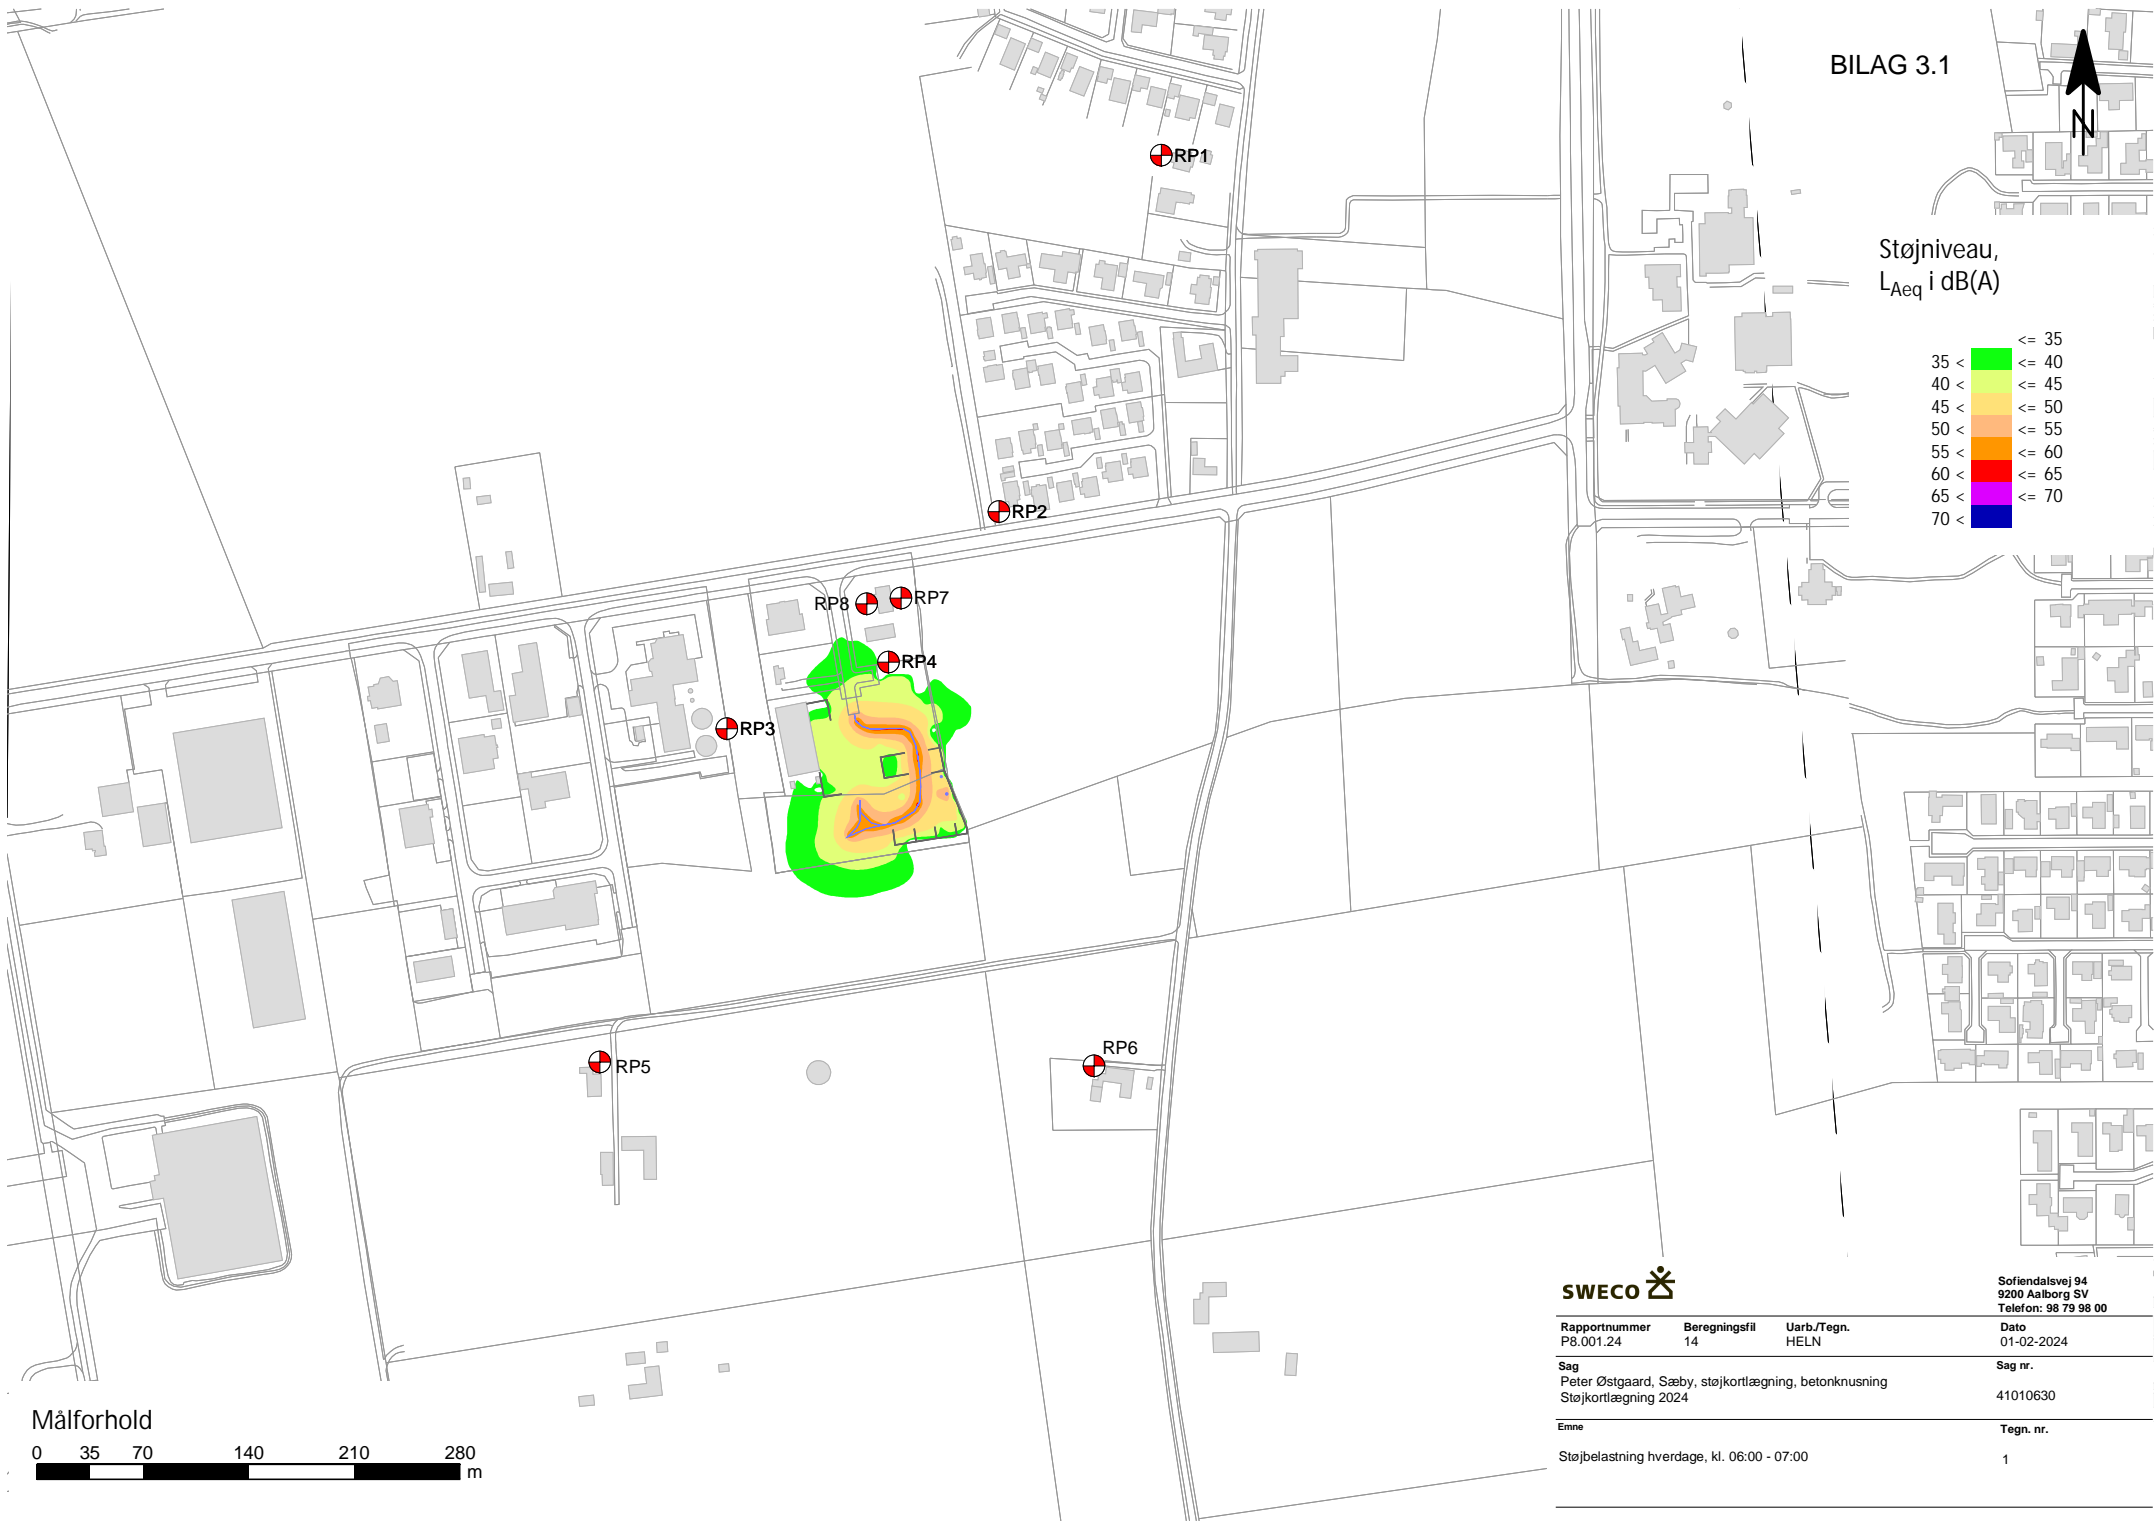 BILAG 3.1
N
RP1
Støjniveau,
LAeq i dB(A)
<= 35
35 < <= 40
40 < <= 45
45 < <= 50
50 < <= 55
55 < <= 60
60 < <= 65
65 < <= 70
70 <
RP2
RP8
RP7
RP4
RP3
RP6
RP5
SWECO
Sofiendalsvej 94
9200 Aalborg SV
Telefon: 98 79 98 00
Rapportnummer Beregningsfil Uarb./Tegn. Dato
P8.001.24 14 HELN 01-02-2024
Sag Sag nr.
Peter Østgaard, Sæby, støjkortlægning, betonknusning
Støjkortlægning 2024 41010630
Emne Tegn. nr.
Støjbelastning hverdage, kl. 06:00 - 07:00 1
Målforhold
0 35 70 140 210 280
m